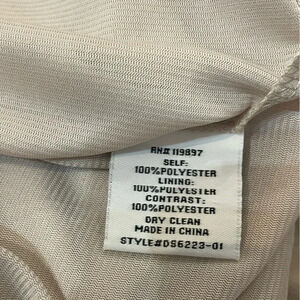 RN# 119897
SELF:
100%POLYESTER
LINING:
100%POLYESTER
CONTRAST:
100%POLYESTER
DRY CLEAN
MADE IN CHINA
STYLE#DS6223-01